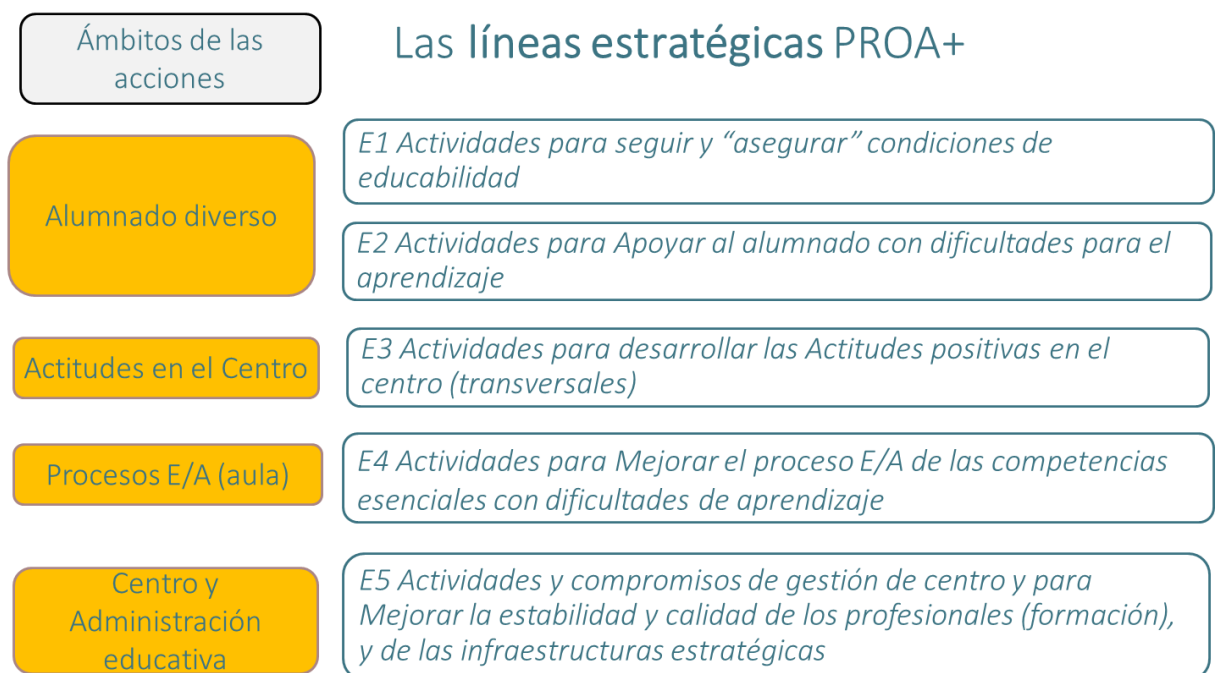 Ámbitos de las
acciones
Las líneas estratégicas PROA+
Alumnado diverso
E1 Actividades para seguir y “asegurar” condiciones de
educabilidad
E2 Actividades para Apoyar al alumnado con dificultades para el
aprendizaje
Actitudes en el Centro
E3 Actividades para desarrollar las Actitudes positivas en el
centro (transversales)
Procesos E/A (aula)
E4 Actividades para Mejorar el proceso E/A de las competencias
esenciales con dificultades de aprendizaje
Centro y
Administración
educativa
E5 Actividades y compromisos de gestión de centro y para
Mejorar la estabilidad y calidad de los profesionales (formación),
y de las infraestructuras estratégicas